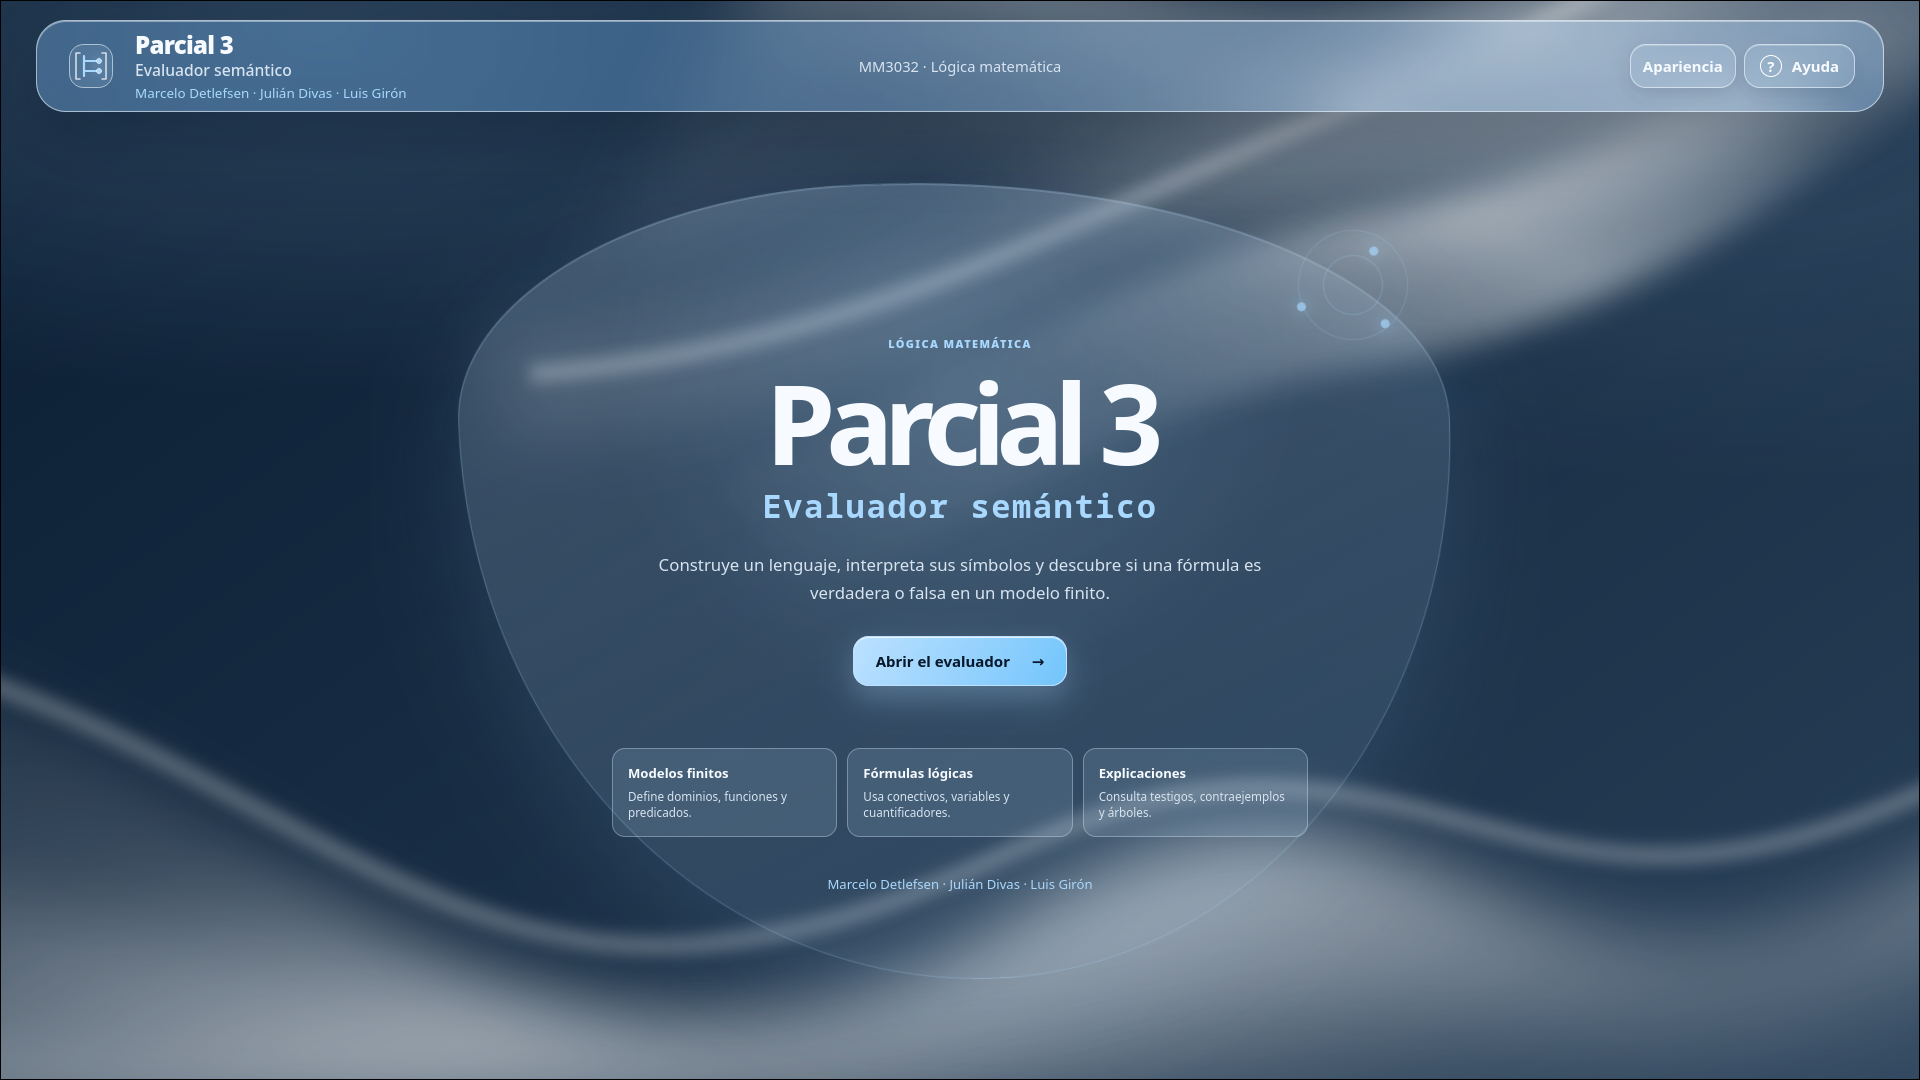 Parcial 3
Evaluador semántico
Marcelo Detlefsen · Julián Divas · Luis Girón
MM3032 · Lógica matemática
Apariencia
? Ayuda
LÓGICA MATEMÁTICA
Parcial 3
Evaluador semántico
Construye un lenguaje, interpreta sus símbolos y descubre si una fórmula es
verdadera o falsa en un modelo finito.
Abrir el evaluador →
Modelos finitos
Define dominios, funciones y
predicados.
Fórmulas lógicas
Usa conectivos, variables y
cuantificadores.
Explicaciones
Consulta testigos, contraejemplos
y árboles.
Marcelo Detlefsen · Julián Divas · Luis Girón